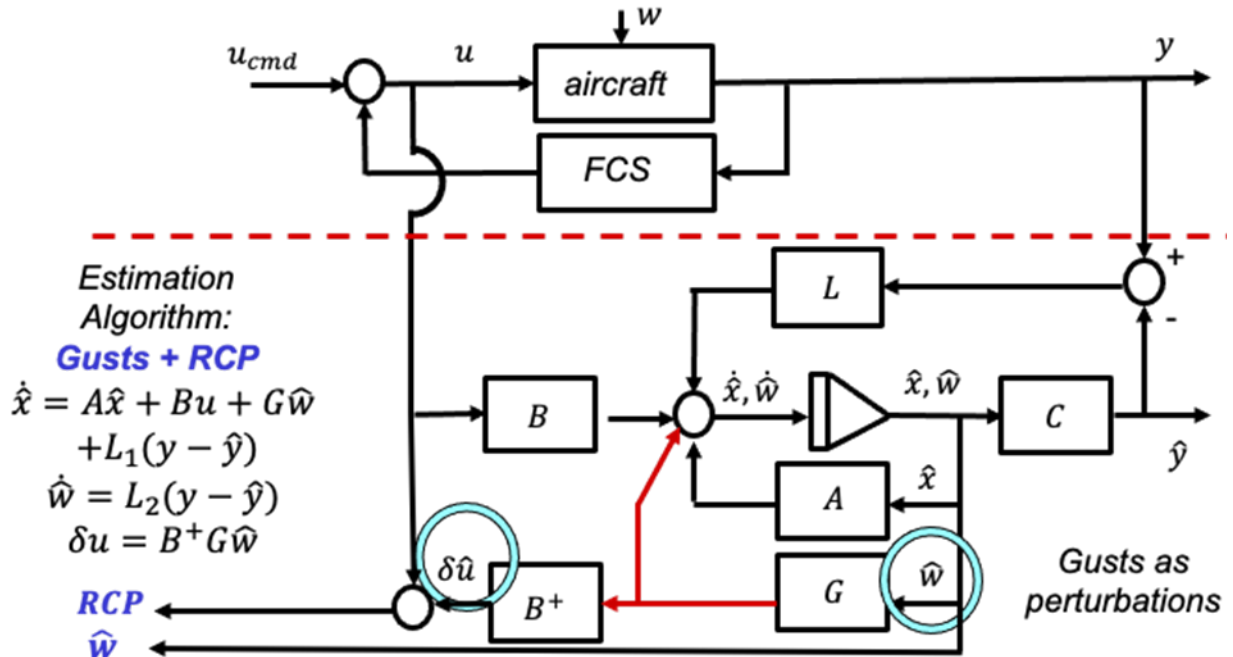 w
u_cmd
u
aircraft
y
FCS
+
-
Estimation
Algorithm:
Gusts + RCP
ẋ̂ = Ax̂ + Bu + Gŵ
+L₁(y − ŷ)
ẇ̂ = L₂(y − ŷ)
δu = B⁺Gŵ
L
B
ẋ̂, ẇ̂
x̂, ŵ
C
ŷ
A
x̂
δû
B⁺
G
ŵ
Gusts as
perturbations
RCP
ŵ